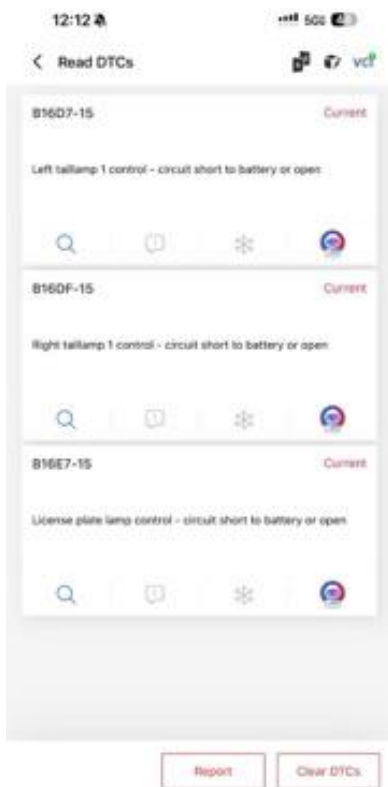 12:12
5GE
Read DTCs
vcf
B16D7-15 Current
Left taillamp 1 control - circuit short to battery or open
B16DF-15 Current
Right taillamp 1 control - circuit short to battery or open
B16E7-15 Current
License plate lamp control - circuit short to battery or open
Report Clear DTCs